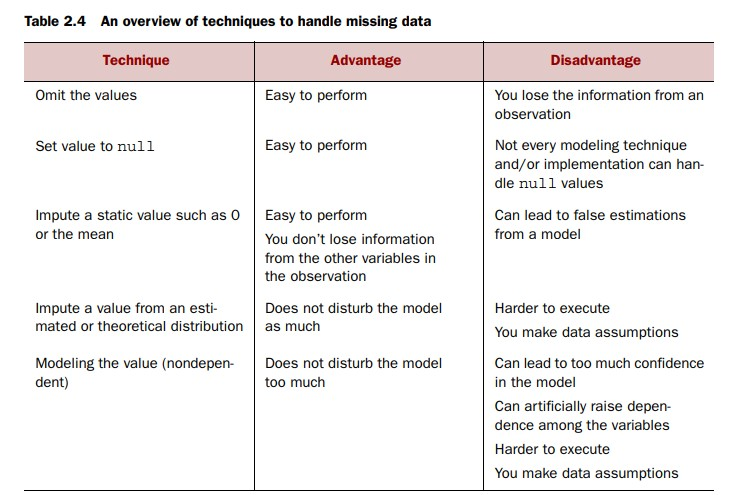 Table 2.4 An overview of techniques to handle missing data
Technique
Advantage
Disadvantage
Omit the values
Easy to perform
You lose the information from an
observation
Set value to null
Easy to perform
Not every modeling technique
and/or implementation can han-
dle null values
Impute a static value such as 0
or the mean
Easy to perform
You don’t lose information
from the other variables in
the observation
Can lead to false estimations
from a model
Impute a value from an esti-
mated or theoretical distribution
Does not disturb the model
as much
Harder to execute
You make data assumptions
Modeling the value (nondepen-
dent)
Does not disturb the model
too much
Can lead to too much confidence
in the model
Can artificially raise depen-
dence among the variables
Harder to execute
You make data assumptions